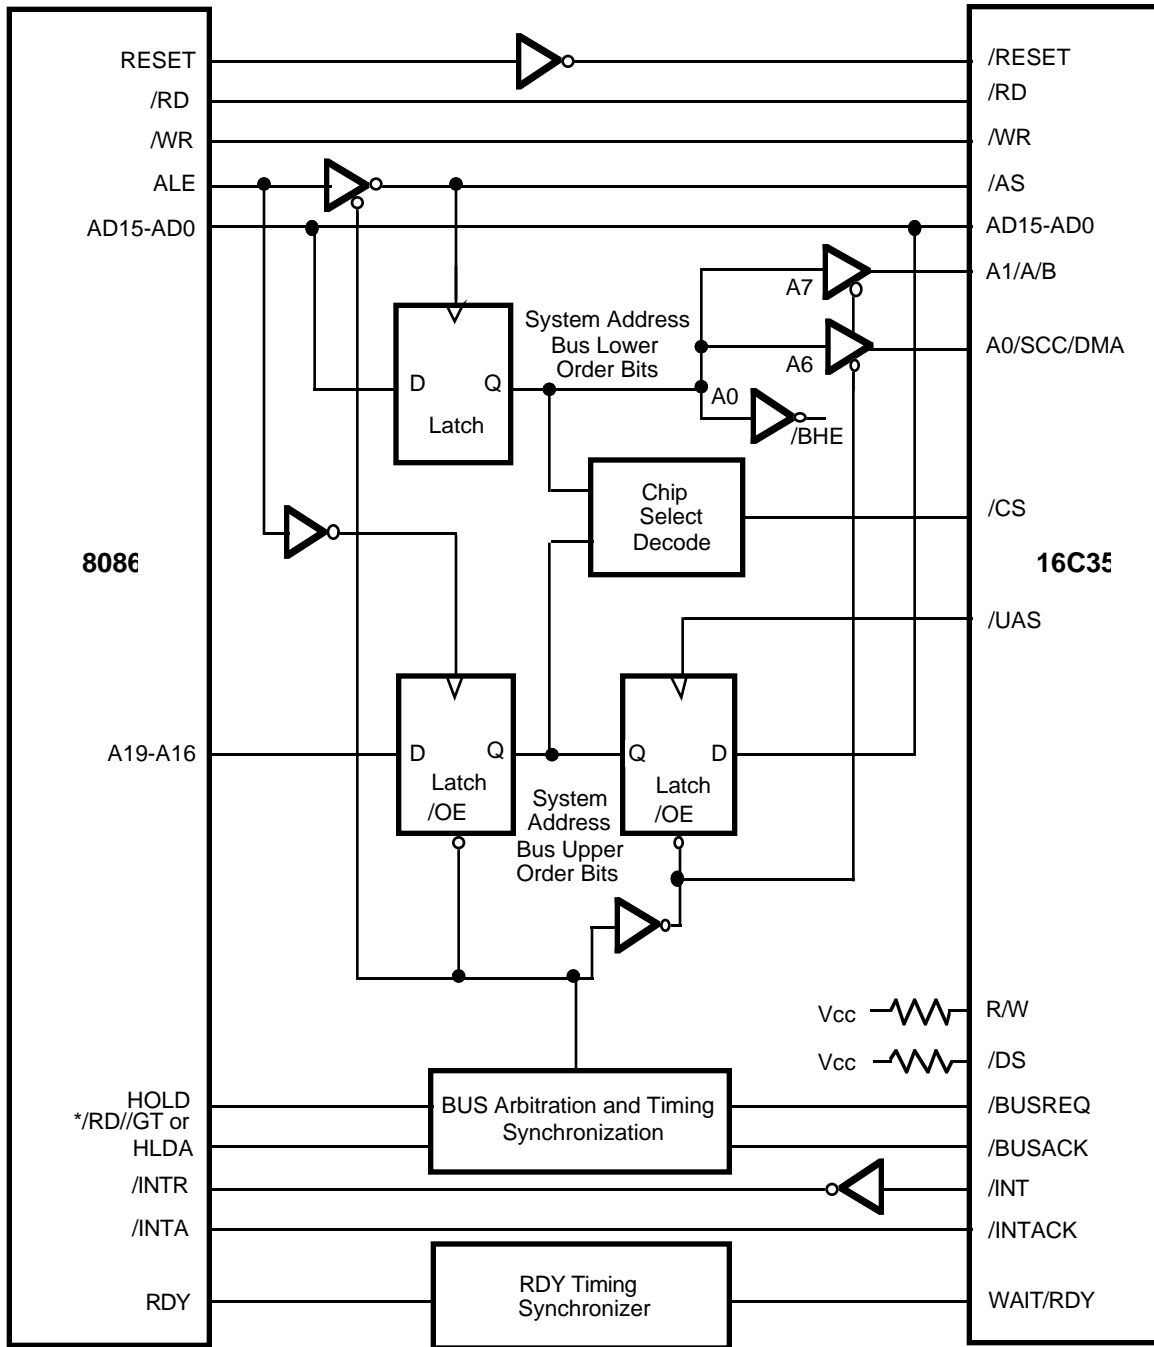 RESET
/RESET
/RD
/RD
/WR
/WR
ALE
/AS
AD15-AD0
AD15-AD0
A7
A1/A/B
System Address
Bus Lower
Order Bits
A6
A0/SCC/DMA
D
Q
Latch
A0
/BHE
Chip
Select
Decode
/CS
8086
16C35
/UAS
A19-A16
D
Q
Latch
/OE
Q
D
Latch
/OE
System
Address
Bus Upper
Order Bits
Vcc
R/W
Vcc
/DS
HOLD
*/RD//GT or
HLDA
BUS Arbitration and Timing
Synchronization
/BUSREQ
/BUSACK
/INTR
/INT
/INTA
/INTACK
RDY
RDY Timing
Synchronizer
WAIT/RDY